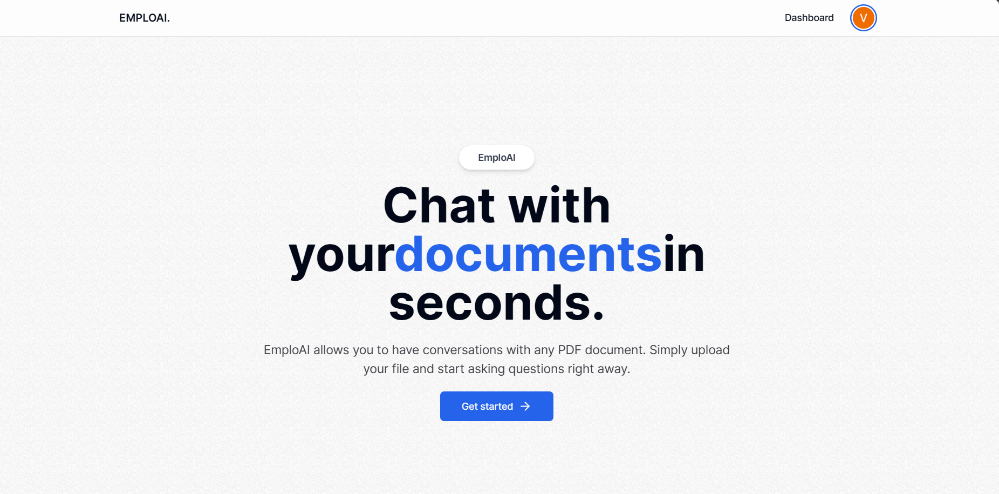 EMPLOAI.
Dashboard
V
EmploAI
Chat with
yourdocumentsin
seconds.
EmploAI allows you to have conversations with any PDF document. Simply upload
your file and start asking questions right away.
Get started